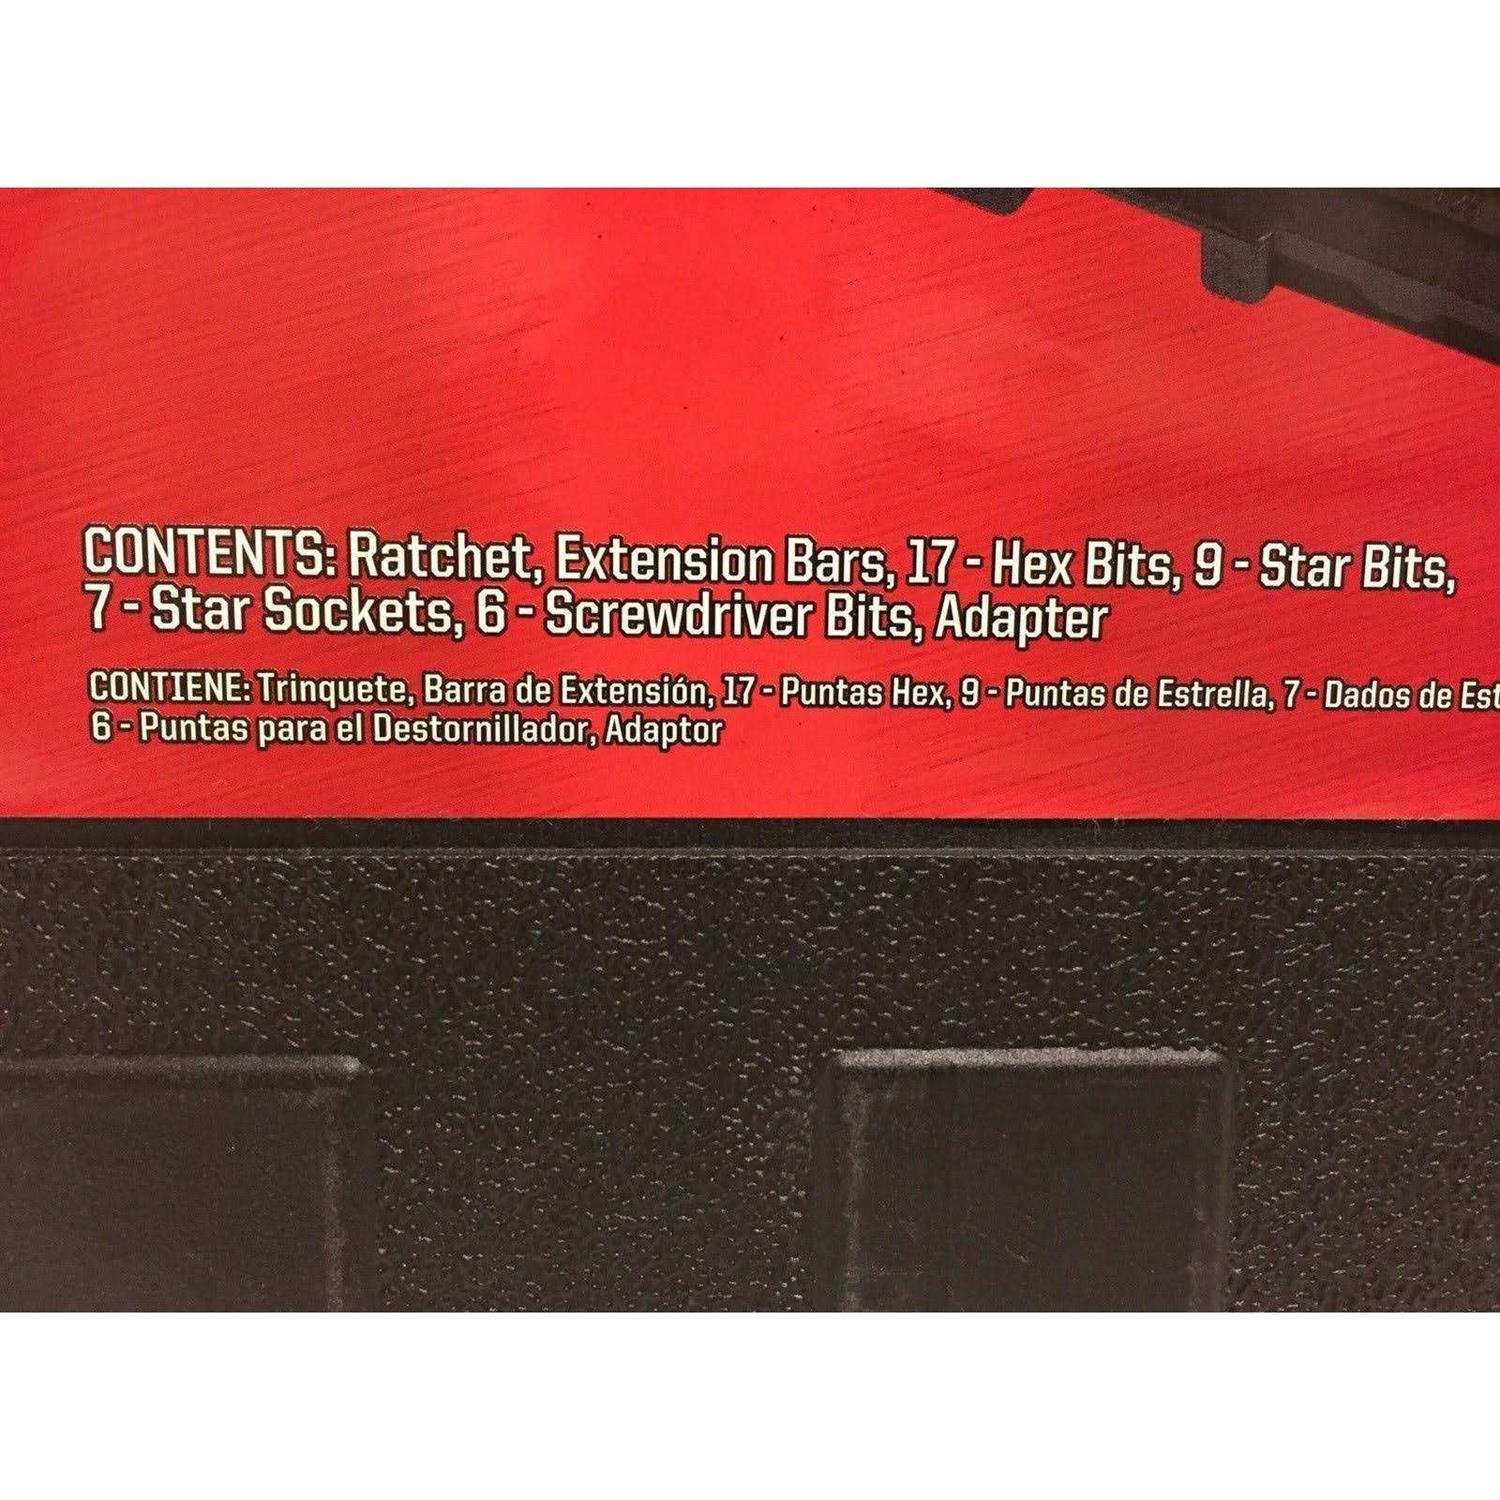 CONTENTS: Ratchet, Extension Bars, 17 - Hex Bits, 9 - Star Bits,
7 - Star Sockets, 6 - Screwdriver Bits, Adapter
CONTIENE: Trinquete, Barra de Extensión, 17 - Puntas Hex, 9 - Puntas de Estrella, 7 - Dados de
6 - Puntas para el Destornillador, Adaptor